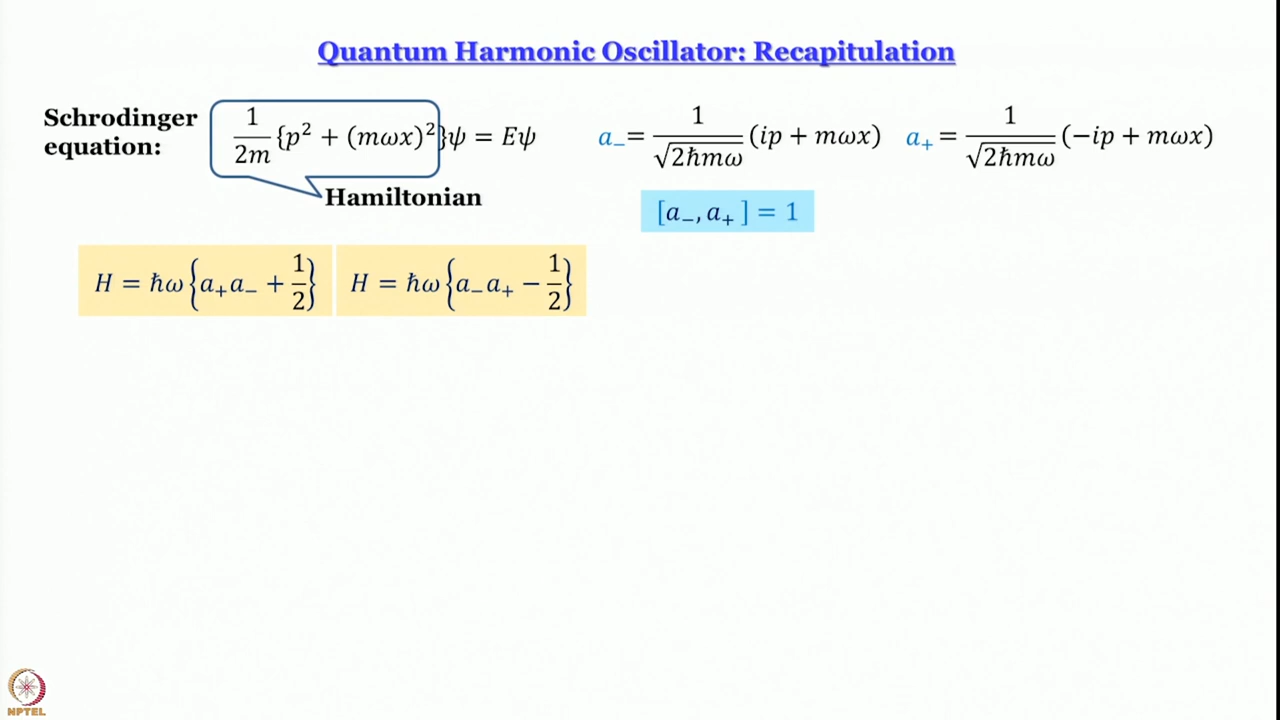 Quantum Harmonic Oscillator: Recapitulation
Schrodinger equation: 1/2m {p² + (mωx)²}ψ = Eψ
a₋= 1/√2ℏmω (ip + mωx) a₊= 1/√2ℏmω (−ip + mωx)
Hamiltonian
[a₋, a₊ ] = 1
H = ℏω{a₊a₋ + 1/2} H = ℏω{a₋a₊ − 1/2}
NPTEL